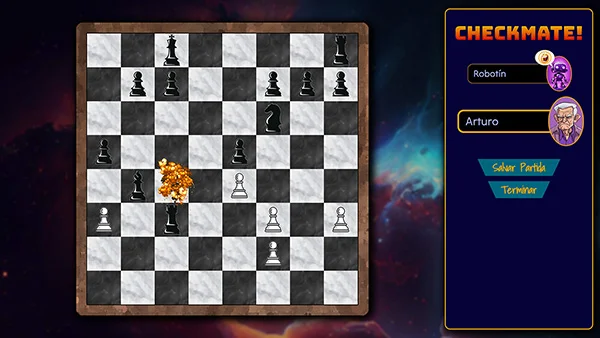 CHECKMATE!
Robotín
Arturo
Salvar Partida
Terminar